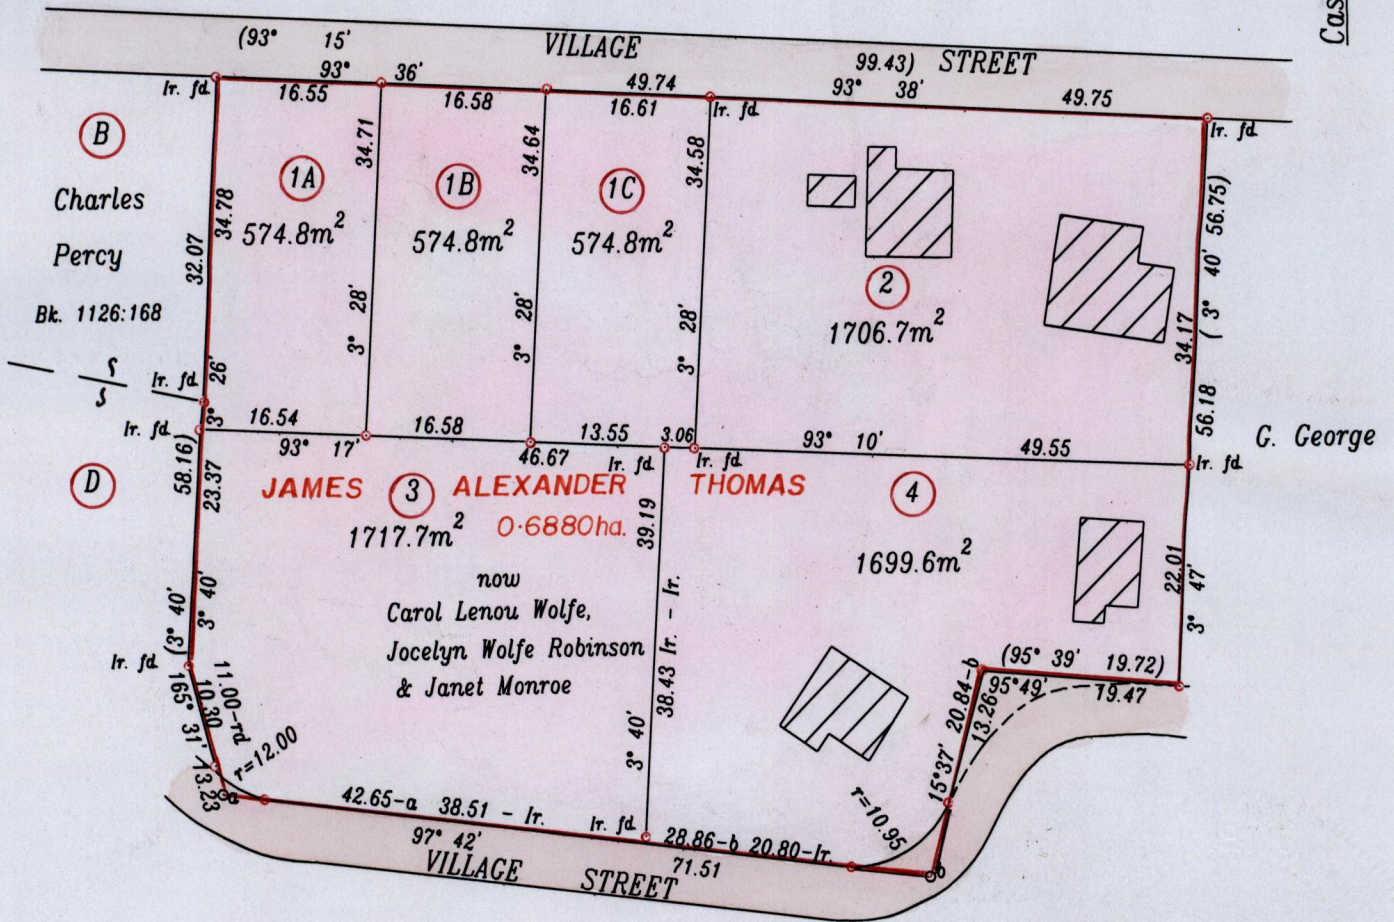 Cas
(93° 15' VILLAGE 99.43) STREET
93° 36' 49.74 93° 38' 49.75
16.55 16.58 16.61
Ir. fd.
Ir. fd.
Ir. fd.
B
Charles
Percy
Bk. 1126:168
32.07
34.78
34.71
34.64
34.58
1A
574.8m²
1B
574.8m²
1C
574.8m²
2
1706.7m²
3° 28'
3° 28'
3° 28'
(3° 40' 56.75)
34.17
56.18
G. George
3° 26'
Ir. fd.
Ir. fd.
16.54 16.58 13.55 3.06 93° 10' 49.55
93° 17' 46.67 Ir. fd. Ir. fd. Ir. fd.
D
(3° 40' 58.16)
3° 40' 23.37
JAMES 3 ALEXANDER THOMAS 4
1717.7m² 0.6880ha.
1699.6m²
now
Carol Lenou Wolfe,
Jocelyn Wolfe Robinson
& Janet Monroe
39.19
3° 40' 38.43 Ir. - Ir.
22.01
3° 47'
(95° 39' 19.72)
95°49' 19.47
20.84-b
15°37' 13.26
Ir. fd.
11.00-rd
10.30
165° 31'
13.23
r=12.00
a
42.65-a 38.51 - Ir. Ir. fd. 28.86-b 20.80-Ir.
97° 42' 71.51
r=10.95
b
VILLAGE STREET